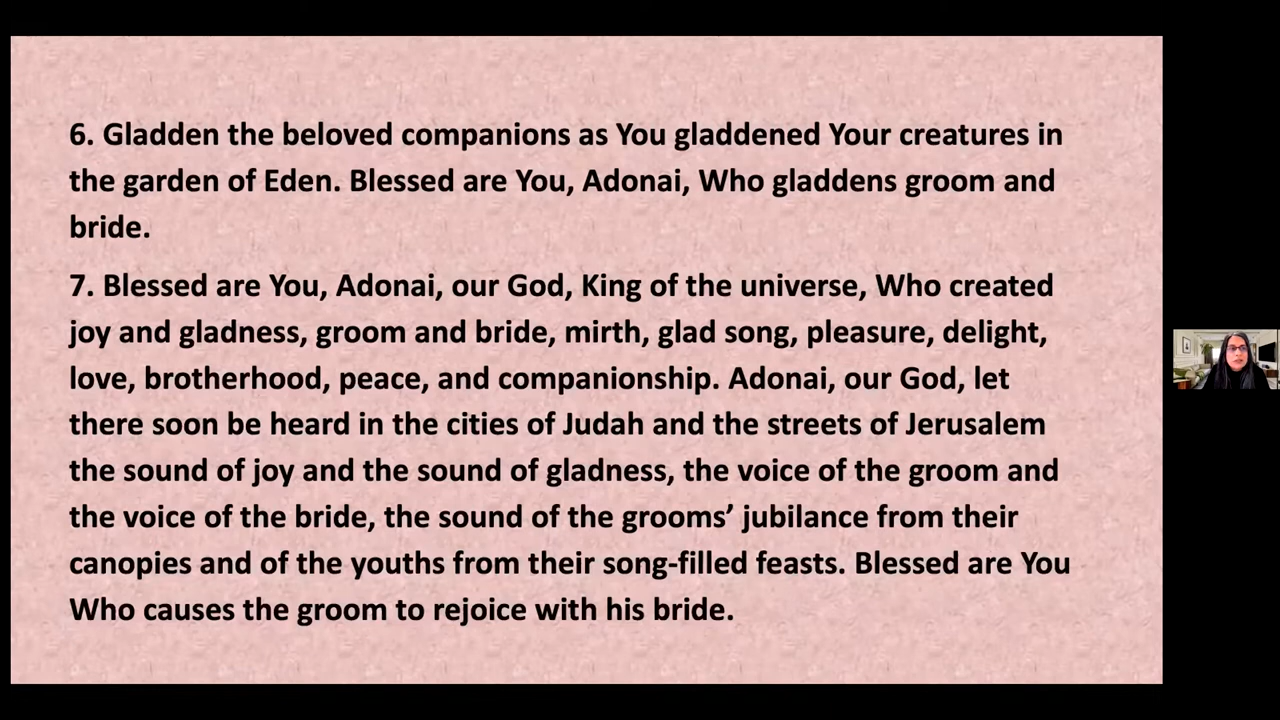 6. Gladden the beloved companions as You gladdened Your creatures in
the garden of Eden. Blessed are You, Adonai, Who gladdens groom and
bride.
7. Blessed are You, Adonai, our God, King of the universe, Who created
joy and gladness, groom and bride, mirth, glad song, pleasure, delight,
love, brotherhood, peace, and companionship. Adonai, our God, let
there soon be heard in the cities of Judah and the streets of Jerusalem
the sound of joy and the sound of gladness, the voice of the groom and
the voice of the bride, the sound of the grooms’ jubilance from their
canopies and of the youths from their song-filled feasts. Blessed are You
Who causes the groom to rejoice with his bride.